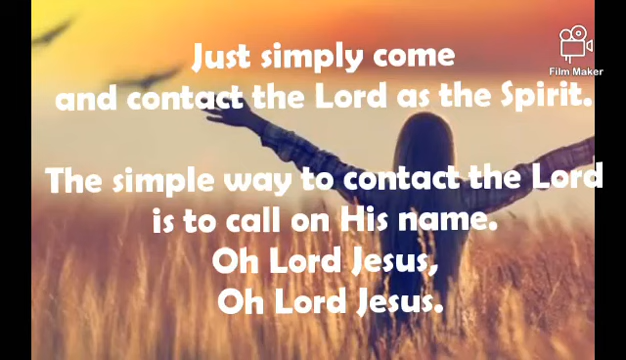 Just simply come
and contact the Lord as the Spirit.
The simple way to contact the Lord
is to call on His name.
Oh Lord Jesus,
Oh Lord Jesus.
Film Maker